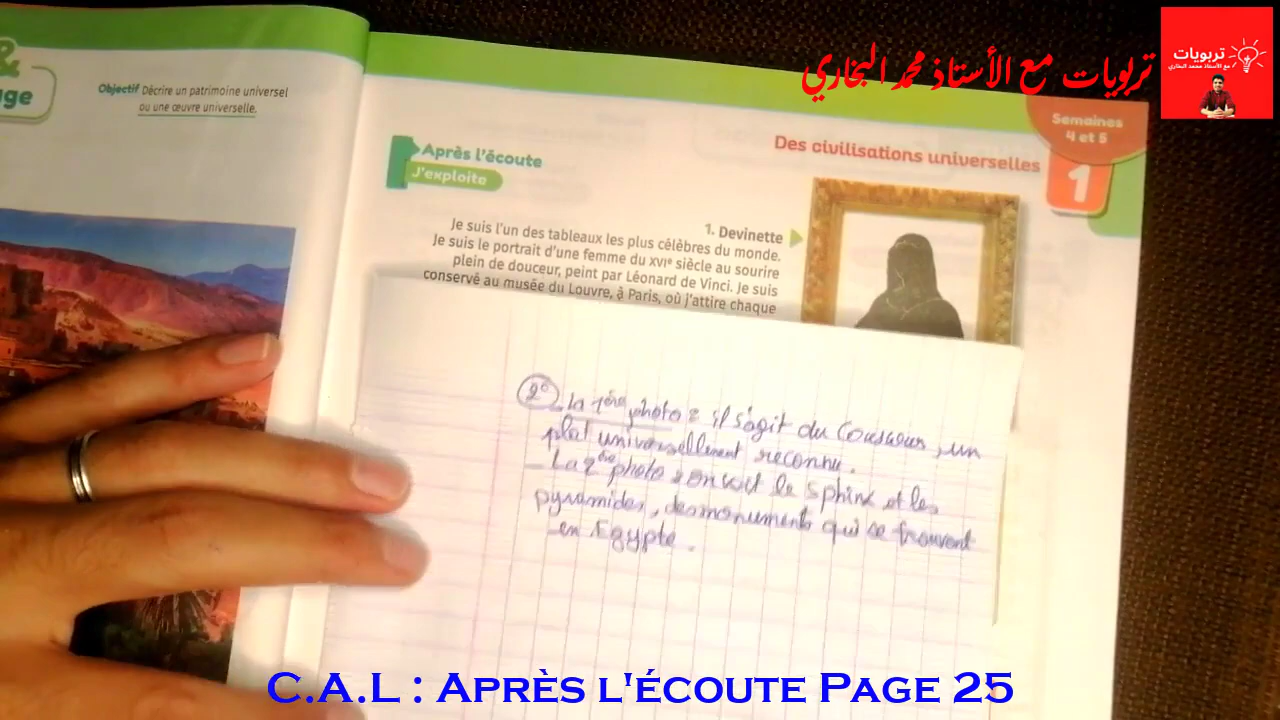 تربويات مع الأستاذ محمد البخاري
تربويات
مع الأستاذ محمد البخاري
&
ge
Objectif Décrire un patrimoine universel
ou une œuvre universelle.
Semaines
4 et 5
Des civilisations universelles
1
Après l'écoute
J'exploite
1. Devinette
Je suis l'un des tableaux les plus célèbres du monde.
Je suis le portrait d'une femme du XVIe siècle au sourire
plein de douceur, peint par Léonard de Vinci. Je suis
conservé au musée du Louvre, à Paris, où j'attire chaque
2° - La 1ère photo : il s'agit du Couscous, un
plat universellement reconnu.
- La 2ème photo : on voit le sphinx et les
pyramides, des monuments qui se trouvent
en Egypte.
C.A.L : Après l'écoute Page 25